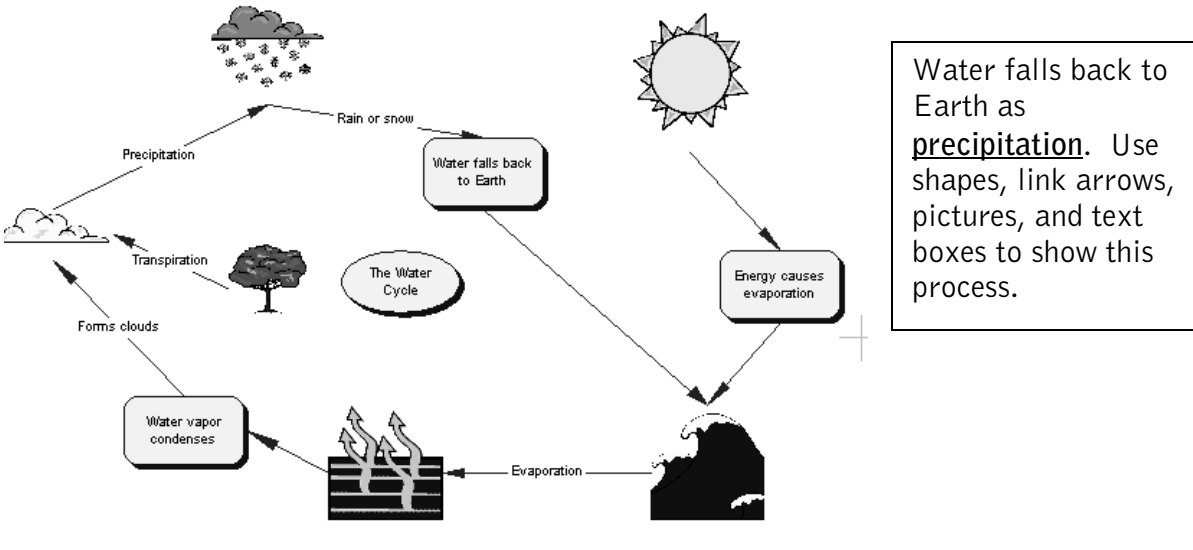 Rain or snow
Precipitation
Water falls back
to Earth
Transpiration
The Water
Cycle
Energy causes
evaporation
Forms clouds
Water vapor
condenses
Evaporation
Water falls back to
Earth as
precipitation. Use
shapes, link arrows,
pictures, and text
boxes to show this
process.